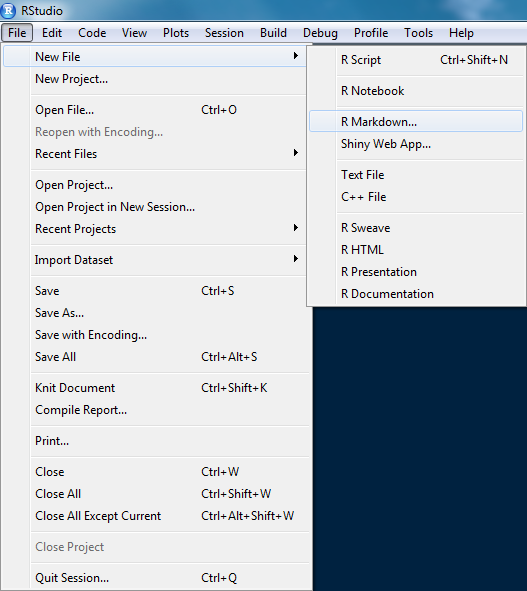 RStudio
File Edit Code View Plots Session Build Debug Profile Tools Help
New File
New Project...
Open File... Ctrl+O
Reopen with Encoding...
Recent Files
Open Project...
Open Project in New Session...
Recent Projects
Import Dataset
Save Ctrl+S
Save As...
Save with Encoding...
Save All Ctrl+Alt+S
Knit Document Ctrl+Shift+K
Compile Report...
Print...
Close Ctrl+W
Close All Ctrl+Shift+W
Close All Except Current Ctrl+Alt+Shift+W
Close Project
Quit Session... Ctrl+Q
R Script Ctrl+Shift+N
R Notebook
R Markdown...
Shiny Web App...
Text File
C++ File
R Sweave
R HTML
R Presentation
R Documentation